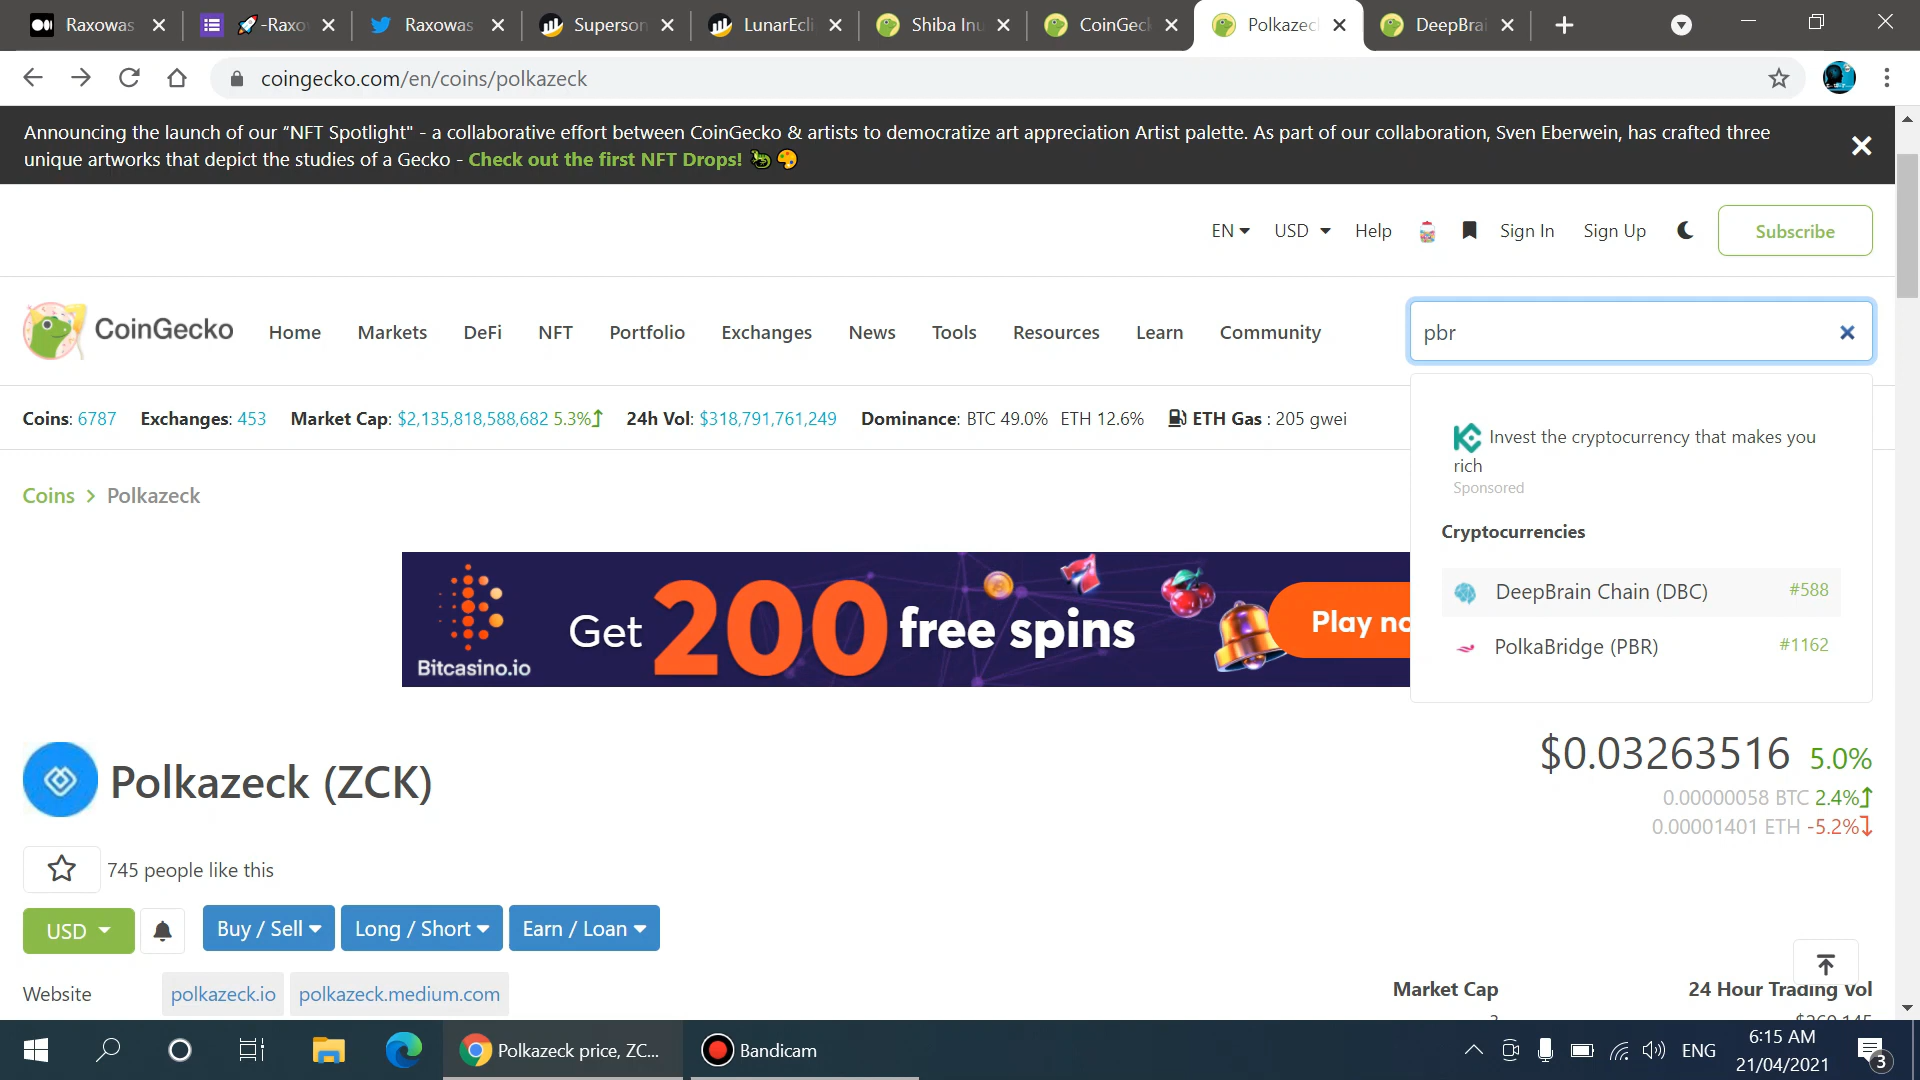 Raxowas
🚀-Raxo
Raxowas
Superson
LunarEcli
Shiba Inu
CoinGeck
Polkazeck
DeepBrai
coingecko.com/en/coins/polkazeck
Announcing the launch of our “NFT Spotlight" - a collaborative effort between CoinGecko & artists to democratize art appreciation Artist palette. As part of our collaboration, Sven Eberwein, has crafted three
unique artworks that depict the studies of a Gecko - Check out the first NFT Drops!
EN USD Help Sign In Sign Up Subscribe
CoinGecko Home Markets DeFi NFT Portfolio Exchanges News Tools Resources Learn Community pbr
Coins: 6787 Exchanges: 453 Market Cap: $2,135,818,588,682 5.3% 24h Vol: $318,791,761,249 Dominance: BTC 49.0% ETH 12.6% ETH Gas : 205 gwei
Invest the cryptocurrency that makes you
rich
Sponsored
Cryptocurrencies
DeepBrain Chain (DBC) #588
PolkaBridge (PBR) #1162
Coins > Polkazeck
Bitcasino.io
Get 200 free spins
Play no
Polkazeck (ZCK)
$0.03263516 5.0%
0.00000058 BTC 2.4%
0.00001401 ETH -5.2%
745 people like this
USD Buy / Sell Long / Short Earn / Loan
Website polkazeck.io polkazeck.medium.com
Market Cap 24 Hour Trading Vol
Polkazeck price, ZC...
Bandicam
ENG
6:15 AM
21/04/2021
3